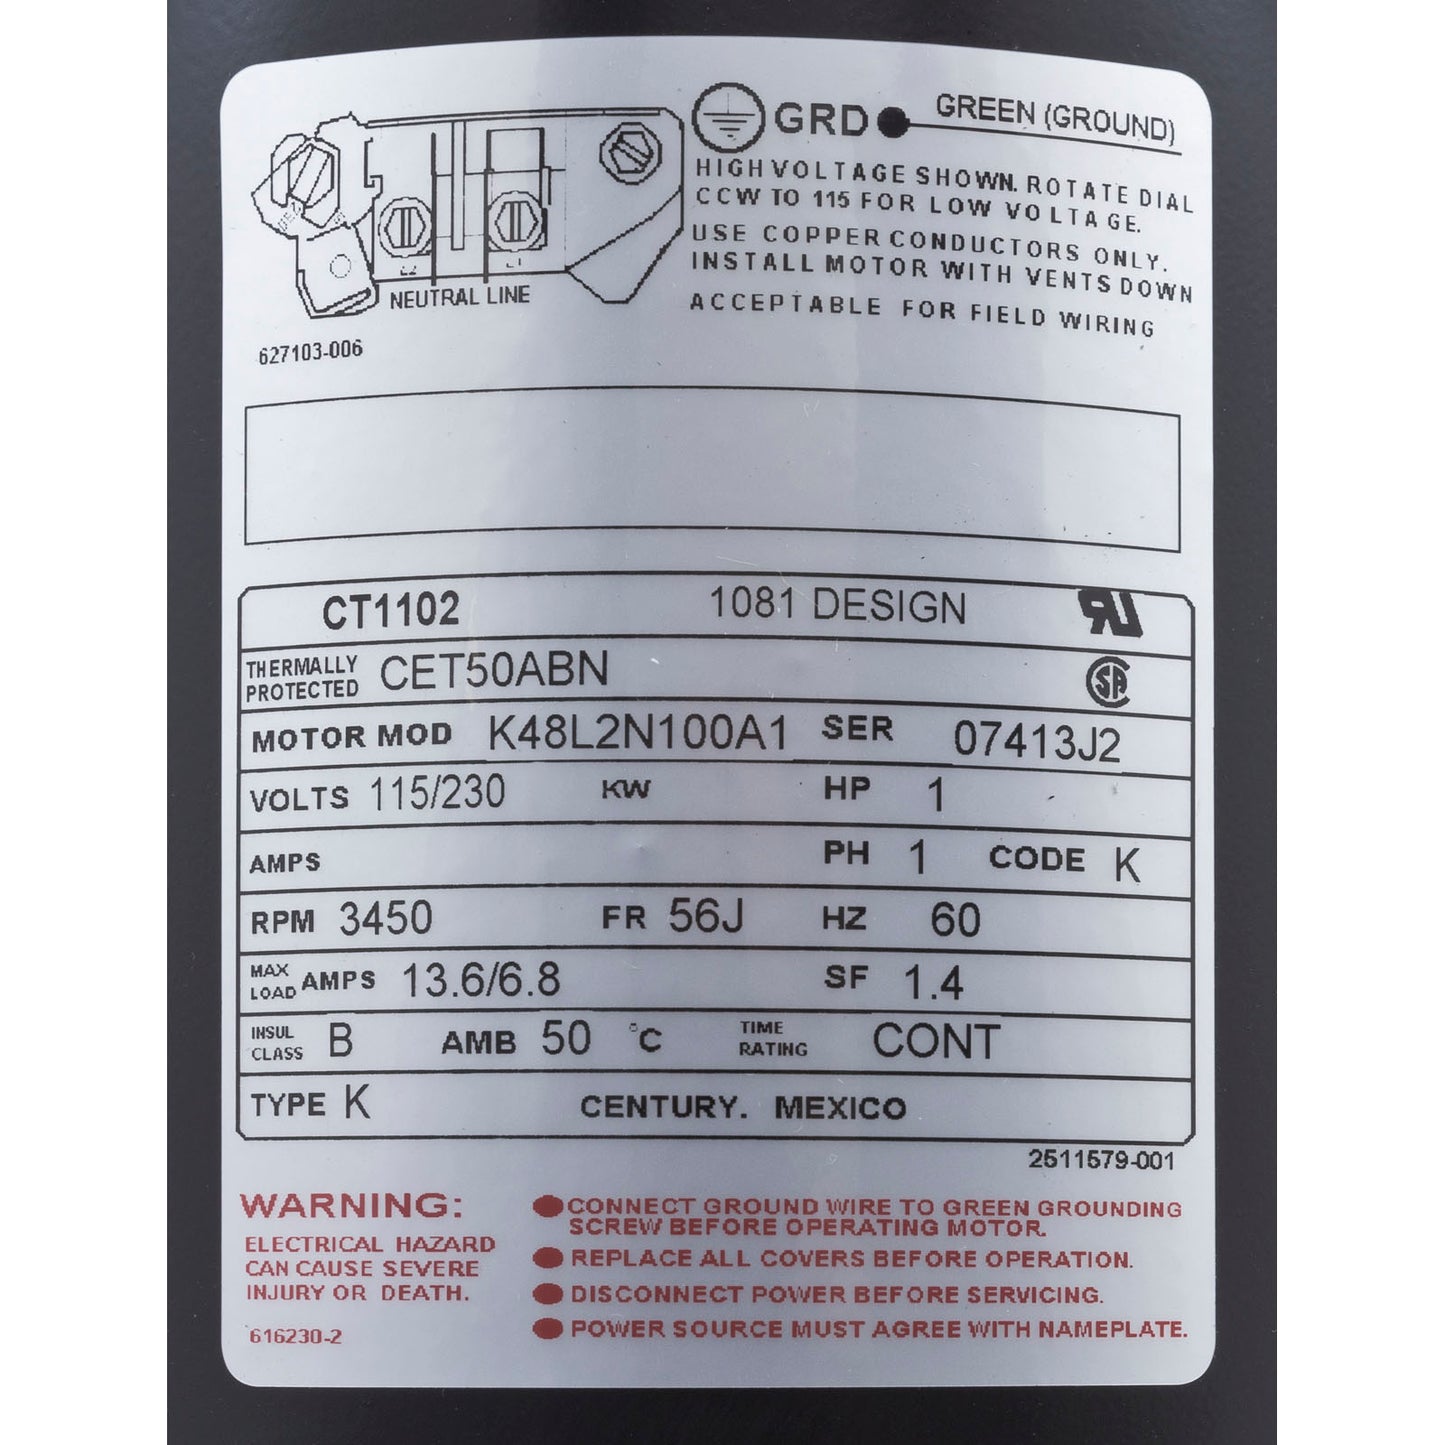 GRD GREEN (GROUND)
HIGH VOLTAGE SHOWN. ROTATE DIAL
CCW TO 115 FOR LOW VOLTAGE.
USE COPPER CONDUCTORS ONLY.
INSTALL MOTOR WITH VENTS DOWN
ACCEPTABLE FOR FIELD WIRING
L2 L1
NEUTRAL LINE
627103-006
CT1102 1081 DESIGN RU
THERMALLY
PROTECTED CET50ABN SA
MOTOR MOD K48L2N100A1 SER 07413J2
VOLTS 115/230 KW HP 1
AMPS PH 1 CODE K
RPM 3450 FR 56J HZ 60
MAX
LOAD AMPS 13.6/6.8 SF 1.4
INSUL
CLASS B AMB 50 °C TIME
RATING CONT
TYPE K CENTURY. MEXICO
2511579-001
WARNING:
ELECTRICAL HAZARD
CAN CAUSE SEVERE
INJURY OR DEATH.
616230-2
CONNECT GROUND WIRE TO GREEN GROUNDING
SCREW BEFORE OPERATING MOTOR.
REPLACE ALL COVERS BEFORE OPERATION.
DISCONNECT POWER BEFORE SERVICING.
POWER SOURCE MUST AGREE WITH NAMEPLATE.